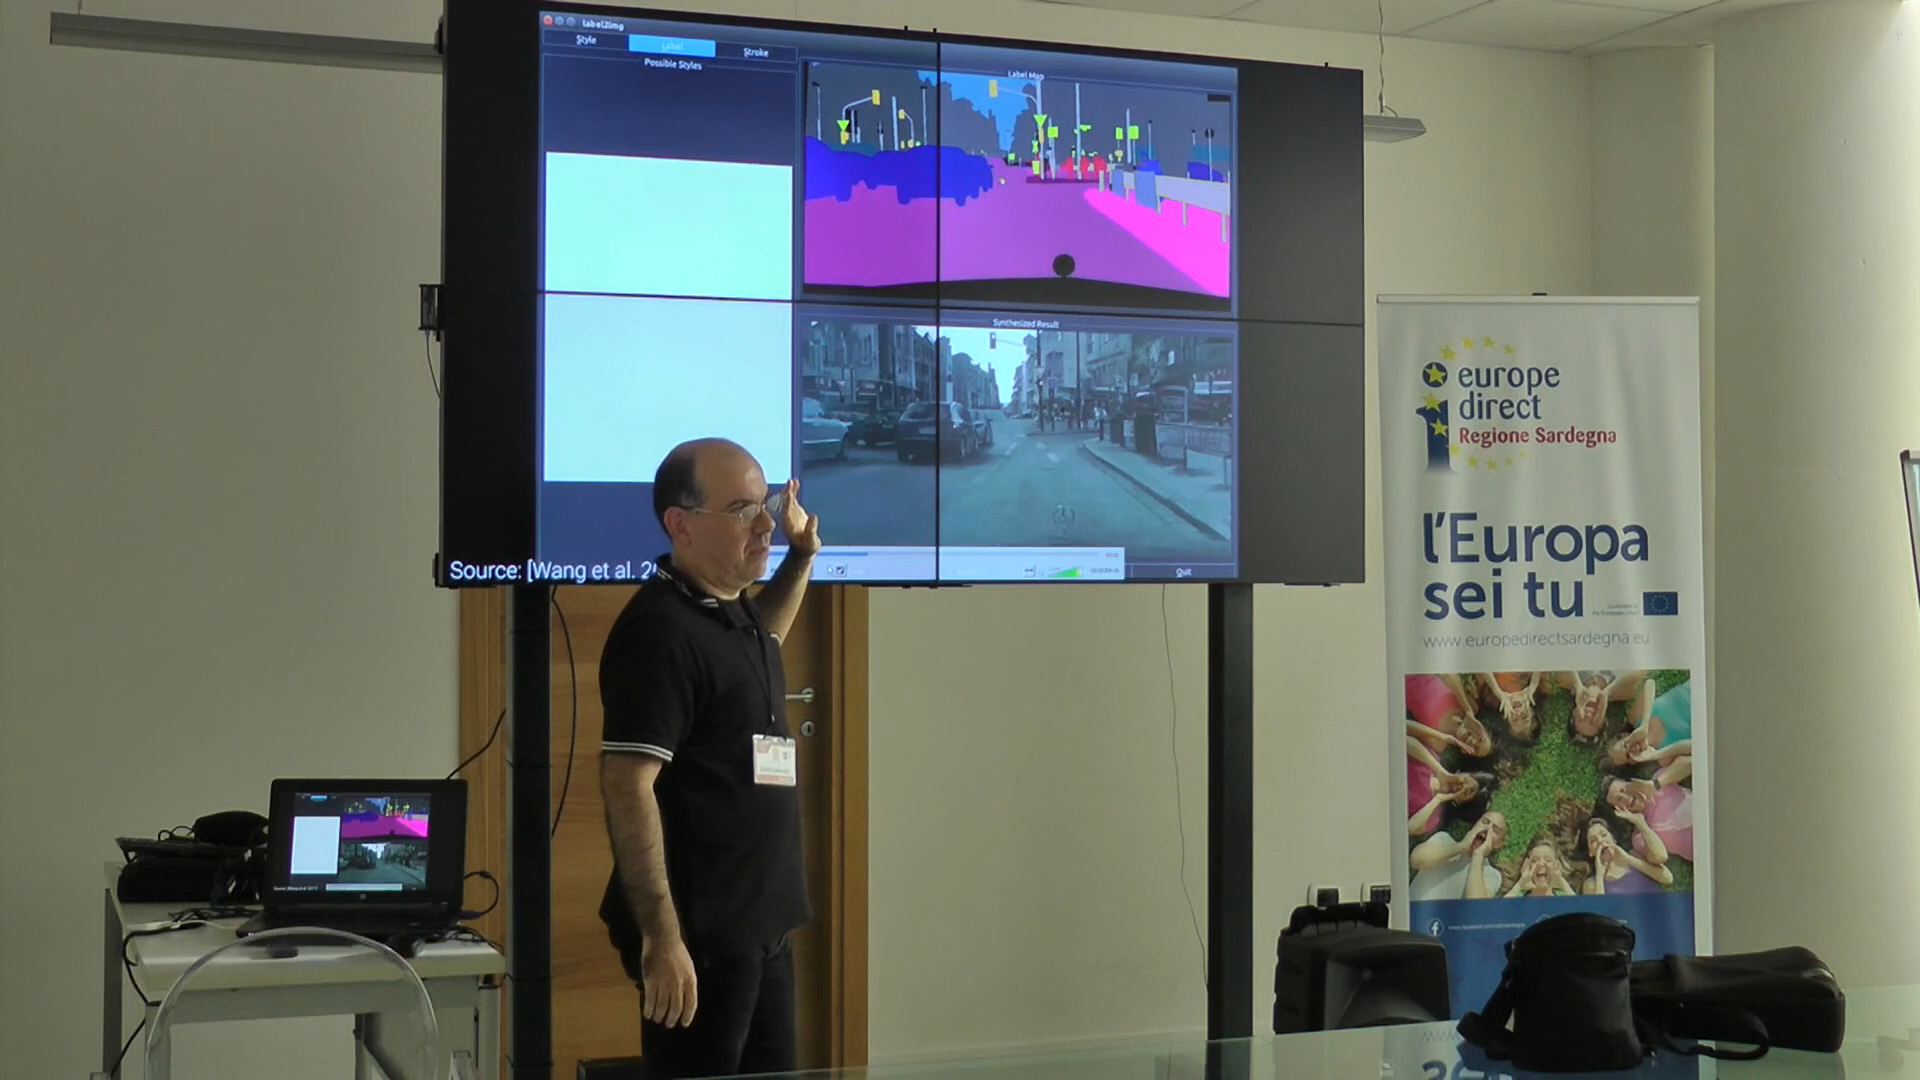 label2img
Style
Label
Stroke
Possible Styles
Label Map
Synthesized Result
Quit
Source: [Wang et al. 2
europe
direct
Regione Sardegna
l'Europa
sei tu
www.europedirectsardegna.eu